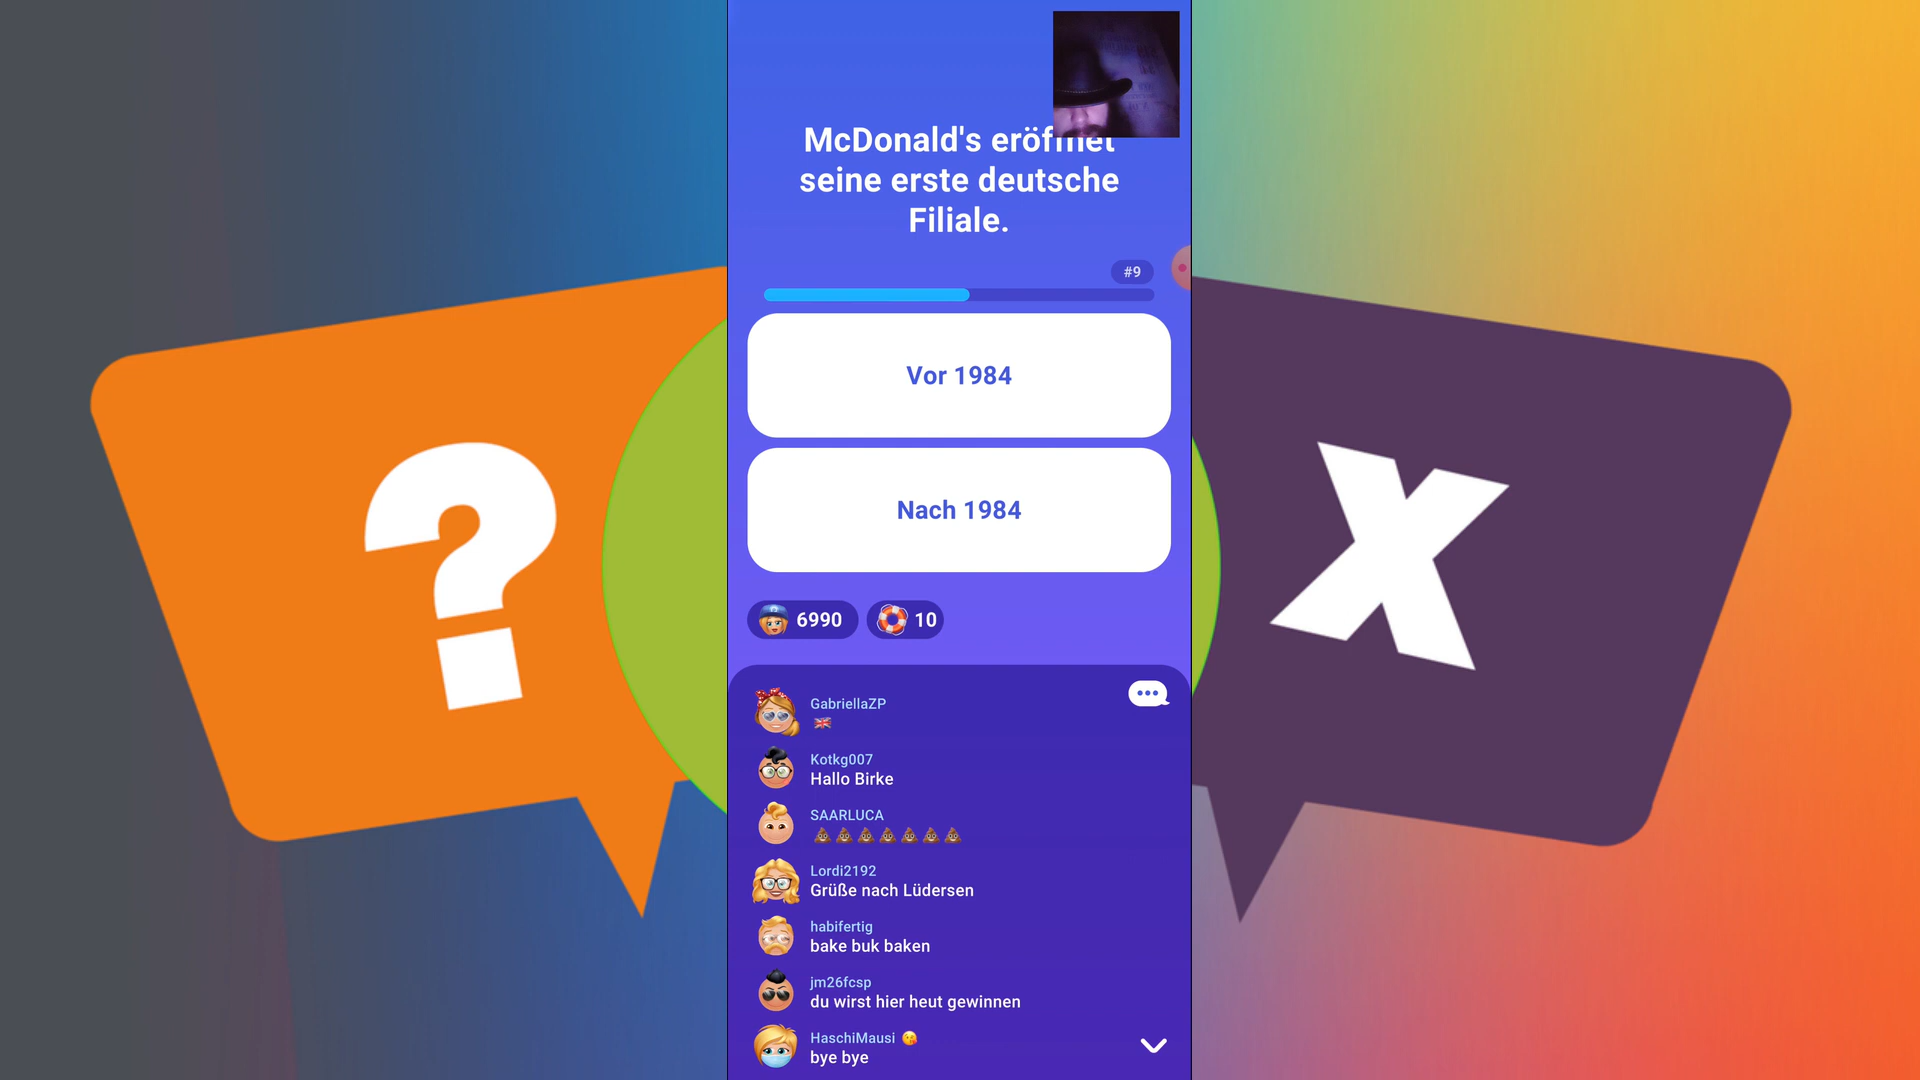 McDonald's eröffnet
seine erste deutsche
Filiale.
#9
Vor 1984
Nach 1984
6990
10
GabriellaZP
Kotkg007
Hallo Birke
SAARLUCA
Lordi2192
Grüße nach Lüdersen
habifertig
bake buk baken
jm26fcsp
du wirst hier heut gewinnen
HaschiMausi
bye bye
?
X